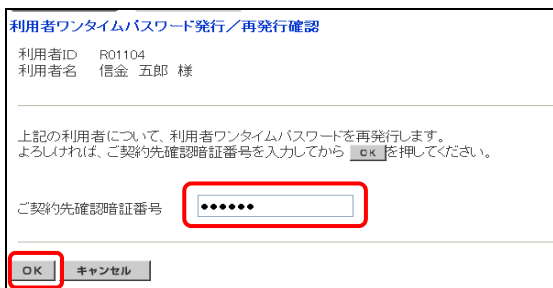 利用者ワンタイムパスワード発行／再発行確認
利用者ID R01104
利用者名 信金 五郎 様
上記の利用者について、利用者ワンタイムパスワードを再発行します。
よろしければ、ご契約先確認暗証番号を入力してから OK を押してください。
ご契約先確認暗証番号 ●●●●●●
OK キャンセル